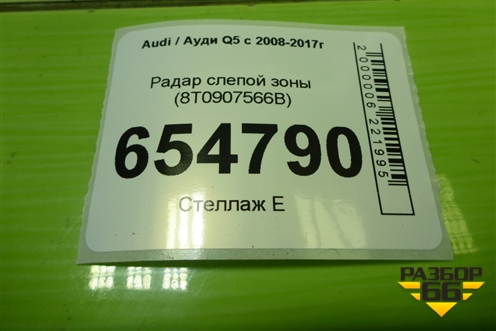 Audi / Ауди Q5 с 2008-2017г
Радар слепой зоны
(8T0907566B)
654790
Стеллаж Е
2000006221995
РАЗБОР
66